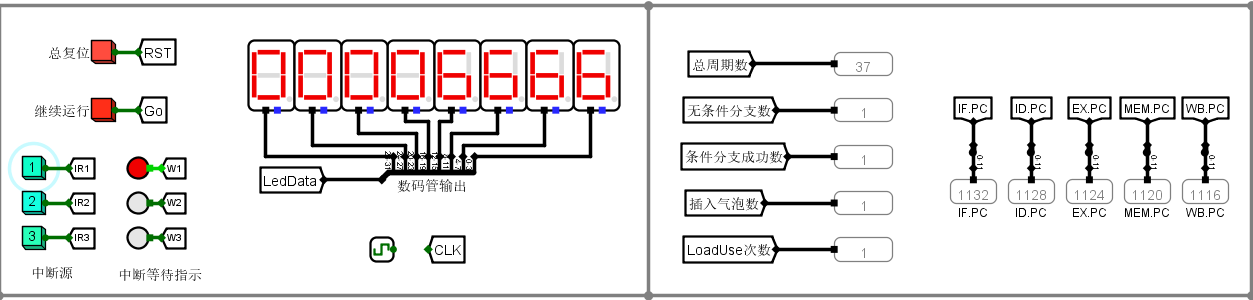 总复位 RST
继续运行 Go
1 IR1 W1
2 IR2 W2
3 IR3 W3
中断源 中断等待指示
00006666
LedData
数码管输出
CLK
总周期数 37
无条件分支数 1
条件分支成功数 1
插入气泡数 1
LoadUse次数 1
IF.PC ID.PC EX.PC MEM.PC WB.PC
1132 1128 1124 1120 1116
IF.PC ID.PC EX.PC MEM.PC WB.PC